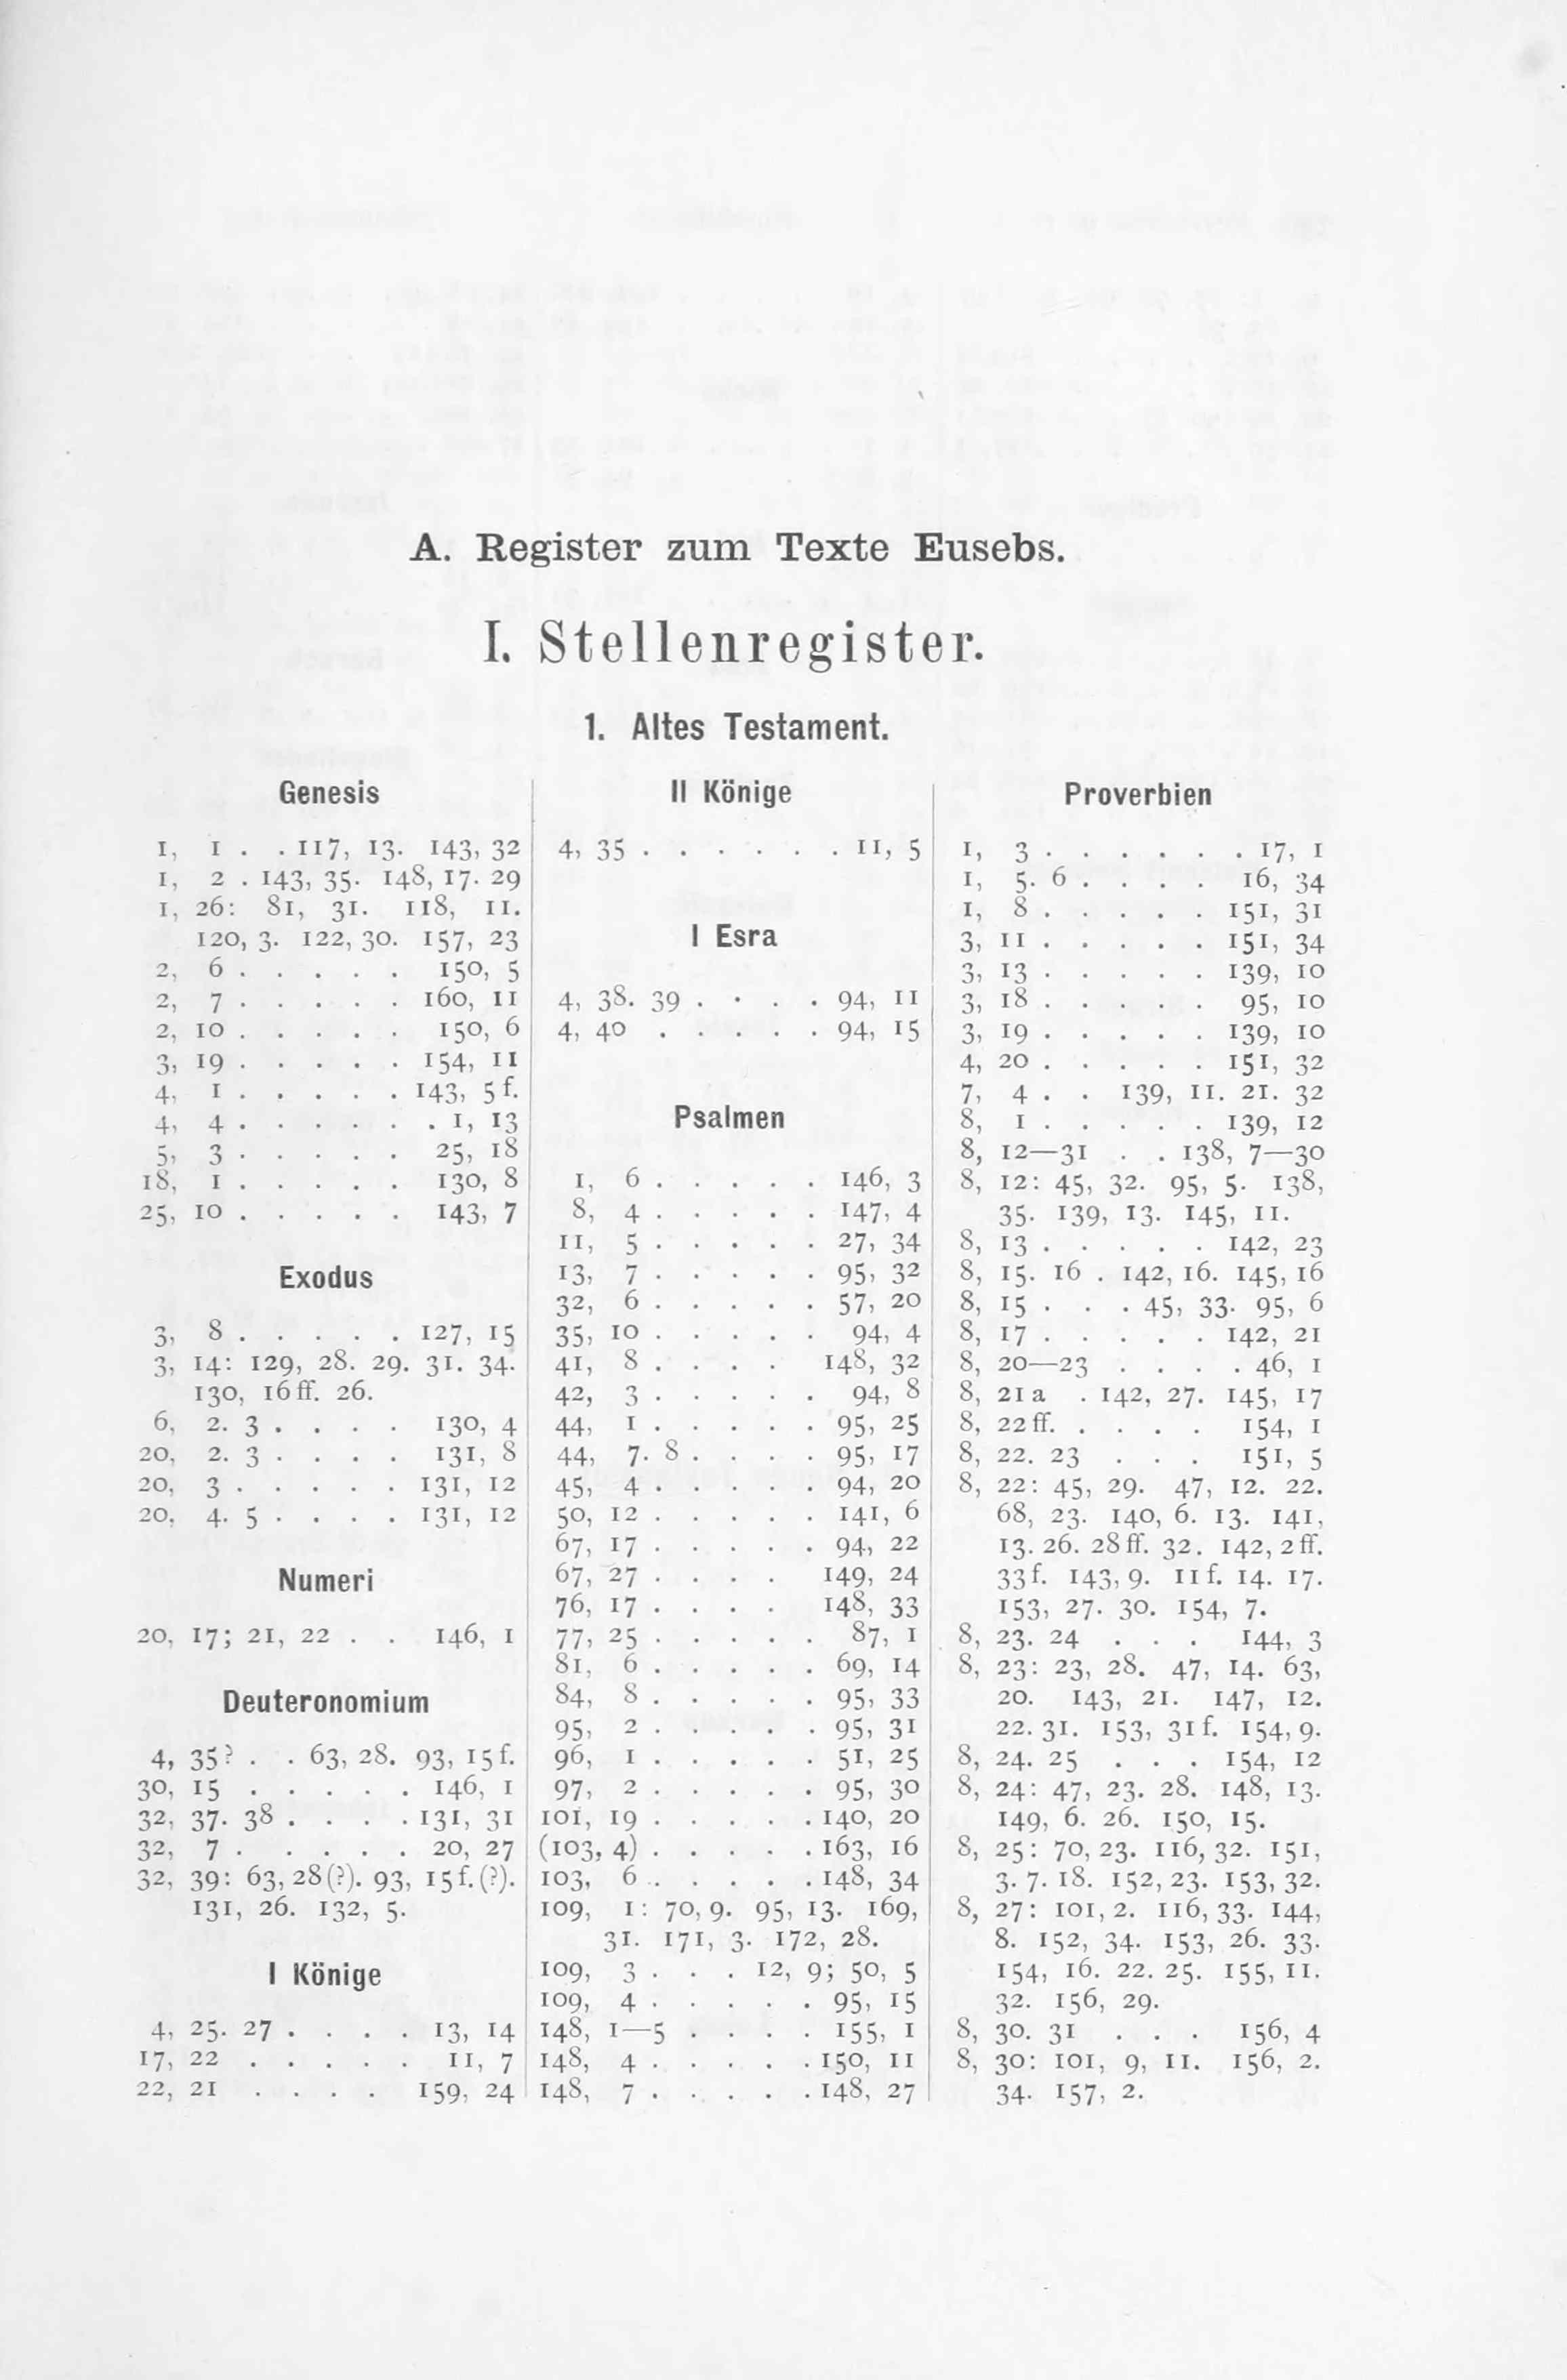 A. Register zum Texte Eusebs.
I. Stellenregister.
1. Altes Testament.
Genesis
1, 1 . . 117, 13. 143, 32
1, 2 . 143, 35. 148, 17. 29
1, 26: 81, 31. 118, 11.
120, 3. 122, 30. 157, 23
2, 6 . . . . . 150, 5
2, 7 . . . . . 160, 11
2, 10 . . . . . 150, 6
3, 19 . . . . . 154, 11
4, 1 . . . . . 143, 5 f.
4, 4 . . . . . . . 1, 13
5, 3 . . . . . 25, 18
18, 1 . . . . . 130, 8
25, 10 . . . . . 143, 7
Exodus
3, 8 . . . . . 127, 15
3, 14: 129, 28. 29. 31. 34.
130, 16 ff. 26.
6, 2. 3 . . . . 130, 4
20, 2. 3 . . . . 131, 8
20, 3 . . . . . 131, 12
20, 4. 5 . . . . 131, 12
Numeri
20, 17; 21, 22 . . 146, 1
Deuteronomium
4, 35? . . 63, 28. 93, 15 f.
30, 15 . . . . . 146, 1
32, 37. 38 . . . . 131, 31
32, 7 . . . . . 20, 27
32, 39: 63, 28 (?). 93, 15 f. (?).
131, 26. 132, 5.
I Könige
4, 25. 27 . . . . 13, 14
17, 22 . . . . . 11, 7
22, 21 . . . . 159, 24
II Könige
4, 35 . . . . . . 11, 5
I Esra
4, 38. 39 . . . . 94, 11
4, 40 . . . . . 94, 15
Psalmen
1, 6 . . . . . 146, 3
8, 4 . . . . . 147, 4
11, 5 . . . . . 27, 34
13, 7 . . . . . 95, 32
32, 6 . . . . . 57, 20
35, 10 . . . . . 94, 4
41, 8 . . . . 148, 32
42, 3 . . . . . 94, 8
44, 1 . . . . . 95, 25
44, 7. 8 . . . . 95, 17
45, 4 . . . . . 94, 20
50, 12 . . . . . 141, 6
67, 17 . . . . . 94, 22
67, 27 . . . . 149, 24
76, 17 . . . . 148, 33
77, 25 . . . . . 87, 1
81, 6 . . . . . 69, 14
84, 8 . . . . . 95, 33
95, 2 . . . . . 95, 31
96, 1 . . . . . 51, 25
97, 2 . . . . . 95, 30
101, 19 . . . . . 140, 20
(103, 4) . . . . . 163, 16
103, 6 . . . . . 148, 34
109, 1: 70, 9. 95, 13. 169,
31. 171, 3. 172, 28.
109, 3 . . . 12, 9; 50, 5
109, 4 . . . . . 95, 15
148, 1—5 . . . . 155, 1
148, 4 . . . . . 150, 11
148, 7 . . . . . 148, 27
Proverbien
1, 3 . . . . . . 17, 1
1, 5. 6 . . . . 16, 34
1, 8 . . . . . 151, 31
3, 11 . . . . . 151, 34
3, 13 . . . . . 139, 10
3, 18 . . . . . 95, 10
3, 19 . . . . . 139, 10
4, 20 . . . . . 151, 32
7, 4 . . 139, 11. 21. 32
8, 1 . . . . . 139, 12
8, 12—31 . . 138, 7—30
8, 12: 45, 32. 95, 5. 138,
35. 139, 13. 145, 11.
8, 13 . . . . . 142, 23
8, 15. 16 . 142, 16. 145, 16
8, 15 . . . 45, 33. 95, 6
8, 17 . . . . . 142, 21
8, 20—23 . . . . 46, 1
8, 21 a . 142, 27. 145, 17
8, 22 ff. . . . . 154, 1
8, 22. 23 . . . 151, 5
8, 22: 45, 29. 47, 12. 22.
68, 23. 140, 6. 13. 141,
13. 26. 28 ff. 32. 142, 2 ff.
33 f. 143, 9. 11 f. 14. 17.
153, 27. 30. 154, 7.
8, 23. 24 . . . 144, 3
8, 23: 23, 28. 47, 14. 63,
20. 143, 21. 147, 12.
22. 31. 153, 31 f. 154, 9.
8, 24. 25 . . . 154, 12
8, 24: 47, 23. 28. 148, 13.
149, 6. 26. 150, 15.
8, 25: 70, 23. 116, 32. 151,
3. 7. 18. 152, 23. 153, 32.
8, 27: 101, 2. 116, 33. 144,
8. 152, 34. 153, 26. 33.
154, 16. 22. 25. 155, 11.
32. 156, 29.
8, 30. 31 . . . 156, 4
8, 30: 101, 9, 11. 156, 2.
34. 157, 2.